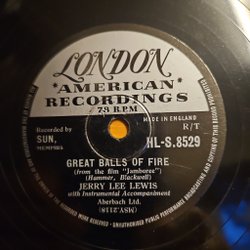 LONDON
"AMERICAN"
RECORDINGS
78 RPM
MADE IN ENGLAND
R/T
Recorded by
SUN,
MEMPHIS
HL-S.8529
GREAT BALLS OF FIRE
(from the film "Jamboree")
(Hammer, Blackwell)
JERRY LEE LEWIS
with Instrumental Accompaniment
Aberbach Ltd.